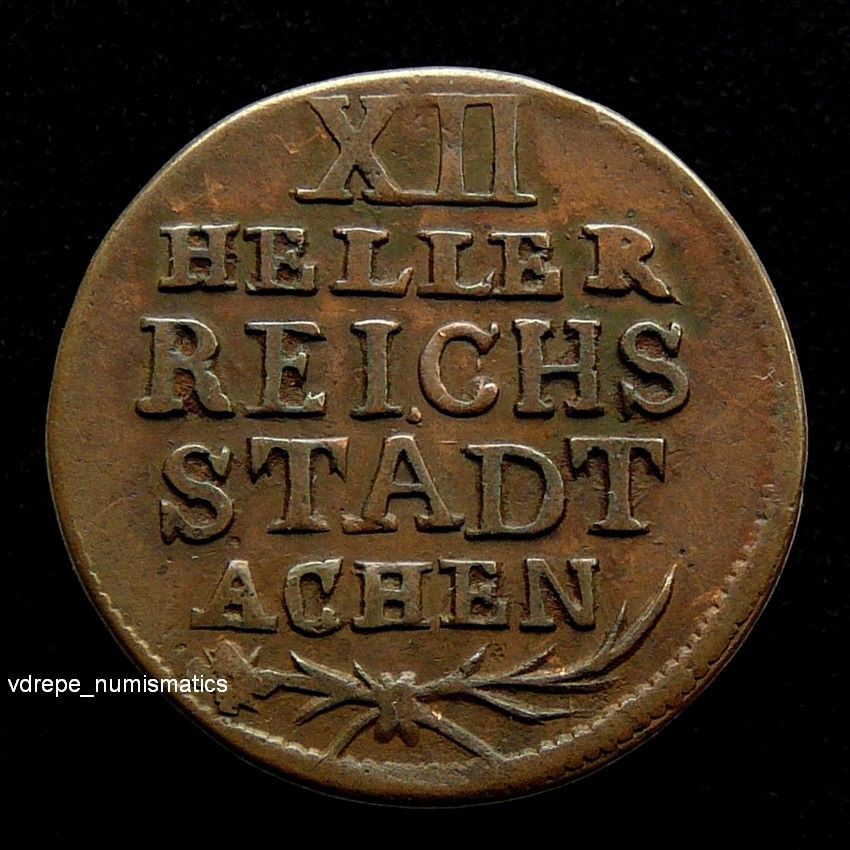 XII
HELLER
REICHS
STADT
ACHEN
vdrepe_numismatics